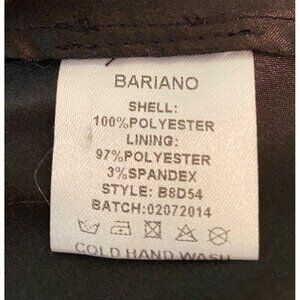 BARIANO
SHELL:
100%POLYESTER
LINING:
97%POLYESTER
3%SPANDEX
STYLE: B8D54
BATCH:02072014
COLD HAND WASH